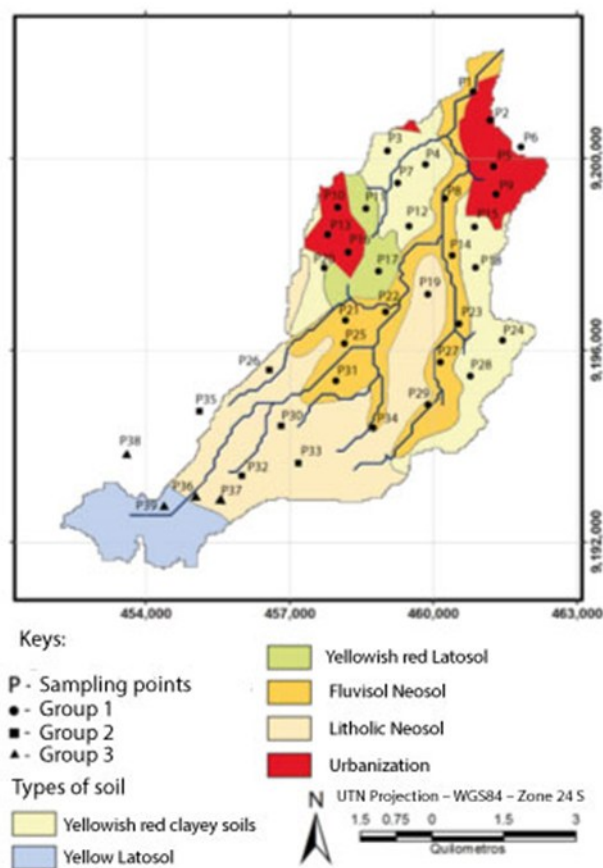 P1
P2
P6
P3
P4
P5
P7
P9
P10
P1
P8
P12
P15
P13
P16
P14
P20
P17
P18
P19
P22
P21
P23
P24
P25
P26
P27
P28
P31
P29
P35
P30
P34
P38
P33
P32
P36
P37
P39
9,200,000
9,196,000
9,192,000
454,000
457,000
460,000
463,000
Keys:
P - Sampling points
- Group 1
- Group 2
- Group 3
Types of soil
Yellowish red clayey soils
Yellow Latosol
Yellowish red Latosol
Fluvisol Neosol
Litholic Neosol
Urbanization
N
UTN Projection – WGS84 – Zone 24 S
1.5 0.75 0 1.5 3
Quilometros